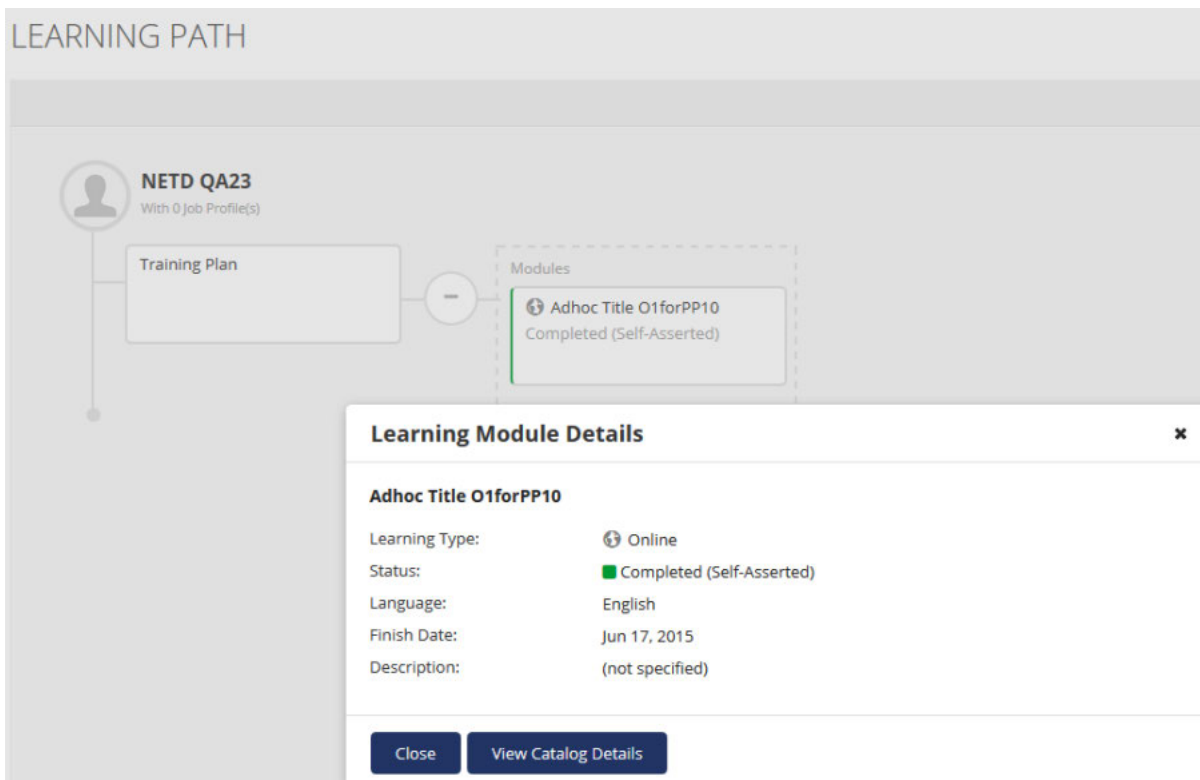 LEARNING PATH
NETD QA23
With 0 Job Profile(s)
Training Plan
Modules
Adhoc Title O1forPP10
Completed (Self-Asserted)
Learning Module Details
Adhoc Title O1forPP10
Learning Type: Online
Status: Completed (Self-Asserted)
Language: English
Finish Date: Jun 17, 2015
Description: (not specified)
Close View Catalog Details